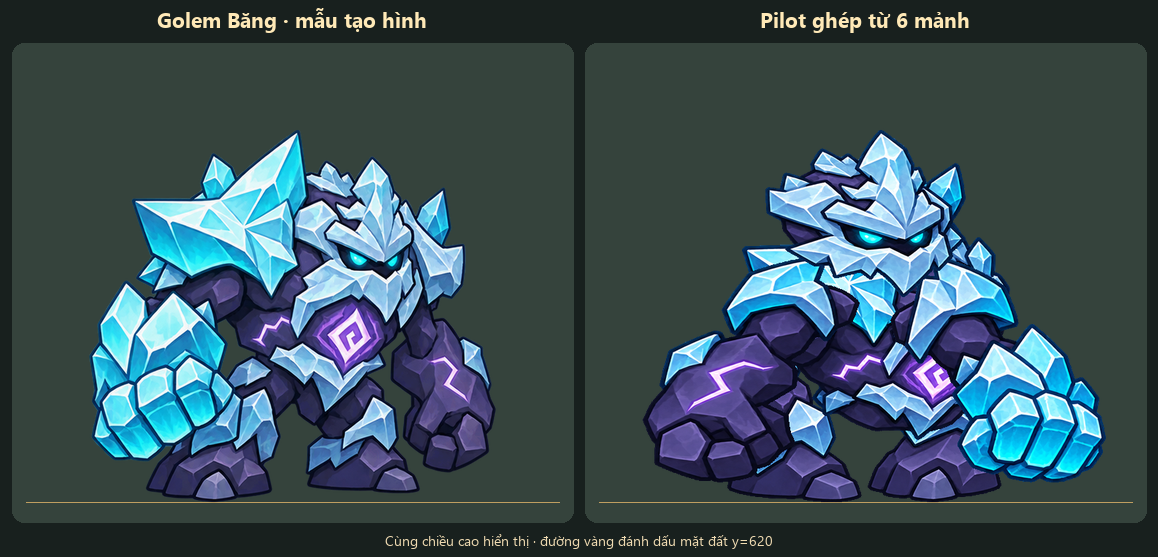 Golem Băng · mẫu tạo hình
Pilot ghép từ 6 mảnh
Cùng chiều cao hiển thị · đường vàng đánh dấu mặt đất y=620